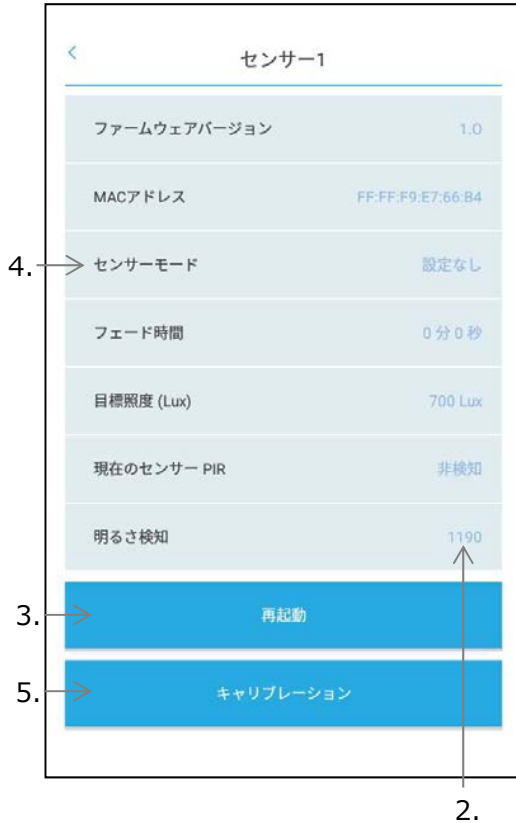 センサー1
ファームウェアバージョン 1.0
MACアドレス FF:FF:F9:E7:66:B4
4. センサーモード 設定なし
フェード時間 0 分 0 秒
目標照度 (Lux) 700 Lux
現在のセンサー PIR 非検知
明るさ検知 1190
3. 再起動
5. キャリブレーション
2.